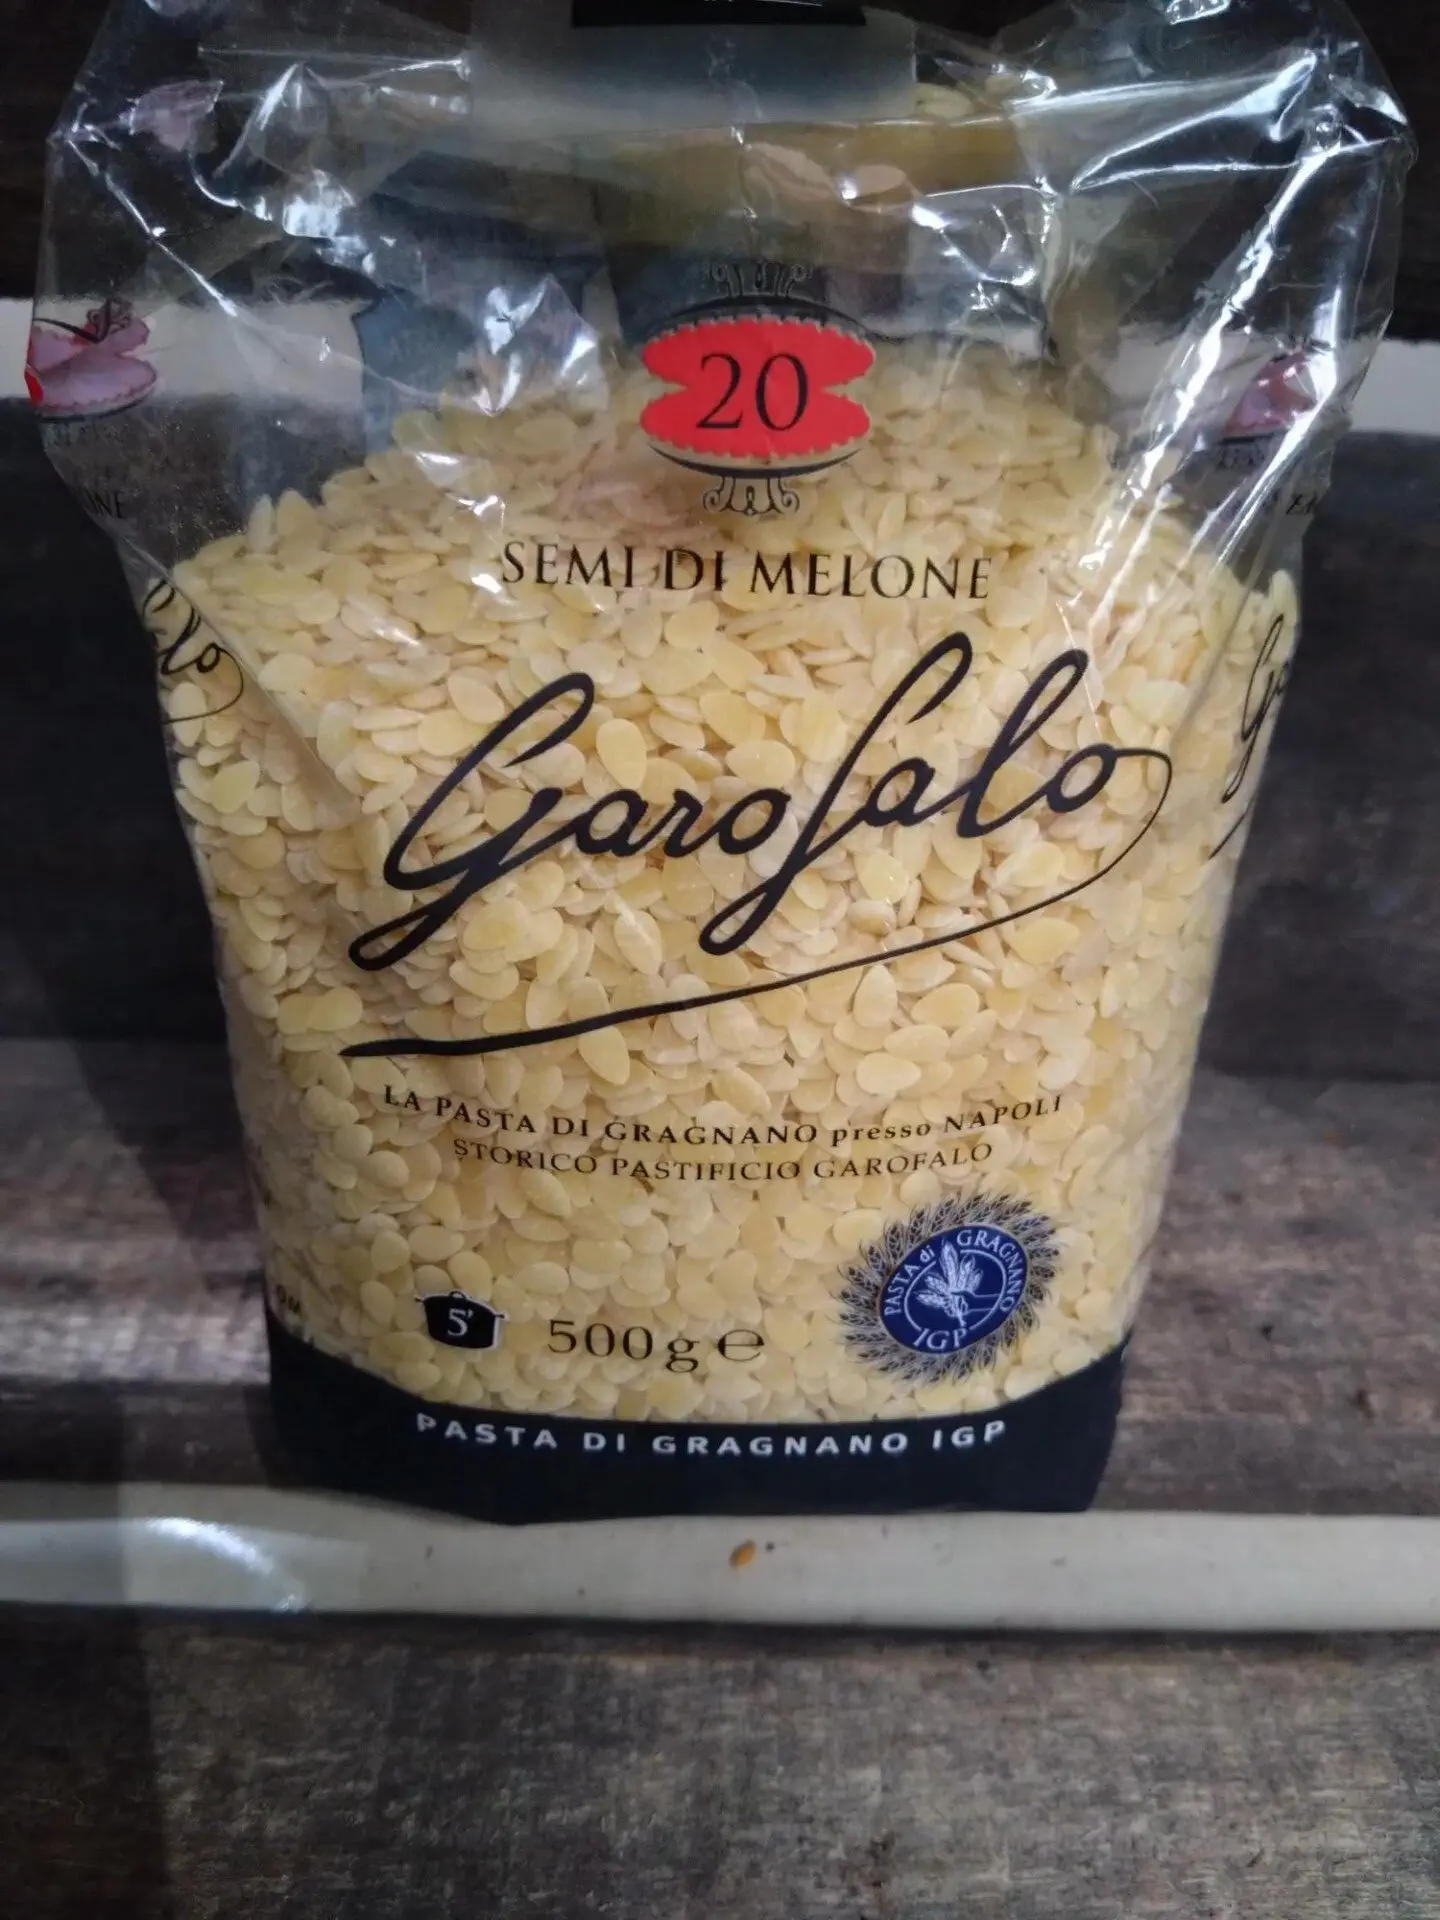 20
SEMI DI MELONE
Garofalo
LA PASTA DI GRAGNANO presso NAPOLI
STORICO PASTIFICIO GAROFALO
5'
500 g ℮
PASTA di GRAGNANO
IGP
PASTA DI GRAGNANO IGP